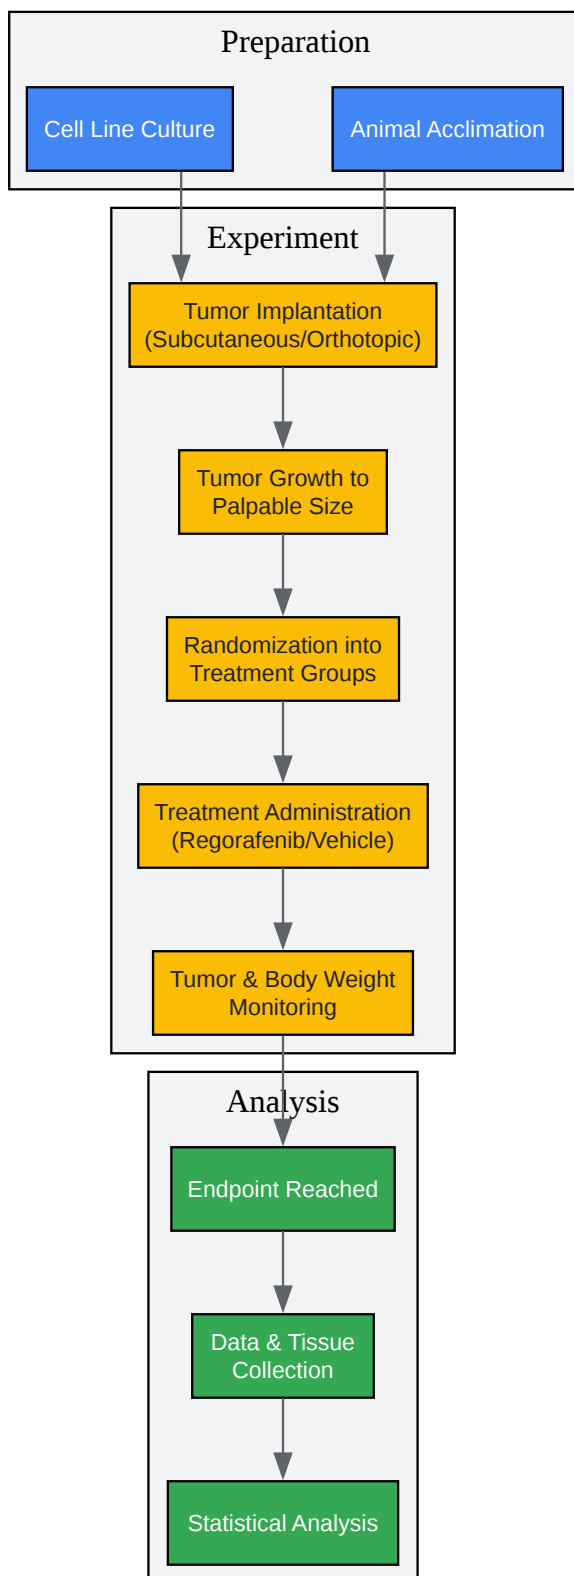 Preparation
Cell Line Culture
Animal Acclimation
Experiment
Tumor Implantation
(Subcutaneous/Orthotopic)
Tumor Growth to
Palpable Size
Randomization into
Treatment Groups
Treatment Administration
(Regorafenib/Vehicle)
Tumor & Body Weight
Monitoring
Analysis
Endpoint Reached
Data & Tissue
Collection
Statistical Analysis